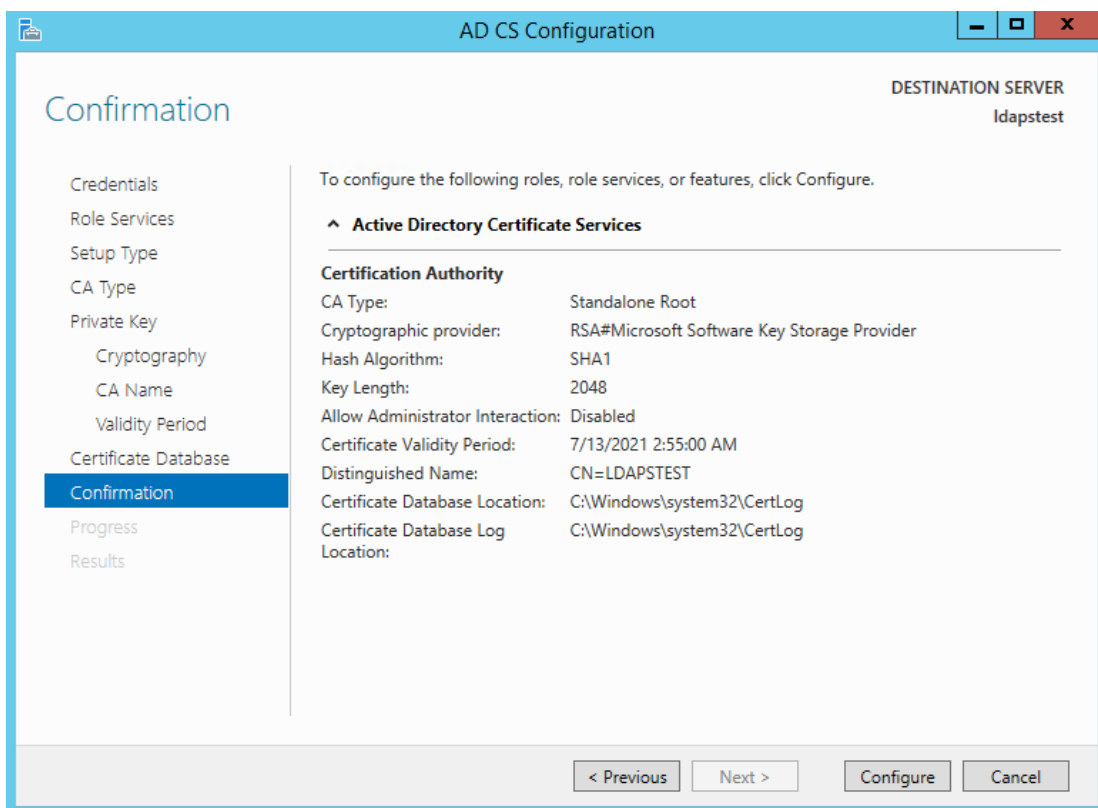 AD CS Configuration
Confirmation
DESTINATION SERVER
ldapstest
Credentials
Role Services
Setup Type
CA Type
Private Key
Cryptography
CA Name
Validity Period
Certificate Database
Confirmation
Progress
Results
To configure the following roles, role services, or features, click Configure.
Active Directory Certificate Services
Certification Authority
CA Type: Standalone Root
Cryptographic provider: RSA#Microsoft Software Key Storage Provider
Hash Algorithm: SHA1
Key Length: 2048
Allow Administrator Interaction: Disabled
Certificate Validity Period: 7/13/2021 2:55:00 AM
Distinguished Name: CN=LDAPSTEST
Certificate Database Location: C:\Windows\system32\CertLog
Certificate Database Log C:\Windows\system32\CertLog
Location:
< Previous Next > Configure Cancel